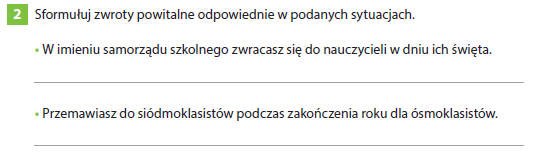 2 Sformułuj zwroty powitalne odpowiednie w podanych sytuacjach.
• W imieniu samorządu szkolnego zwracasz się do nauczycieli w dniu ich święta.
• Przemawiasz do siódmoklasistów podczas zakończenia roku dla ósmoklasistów.